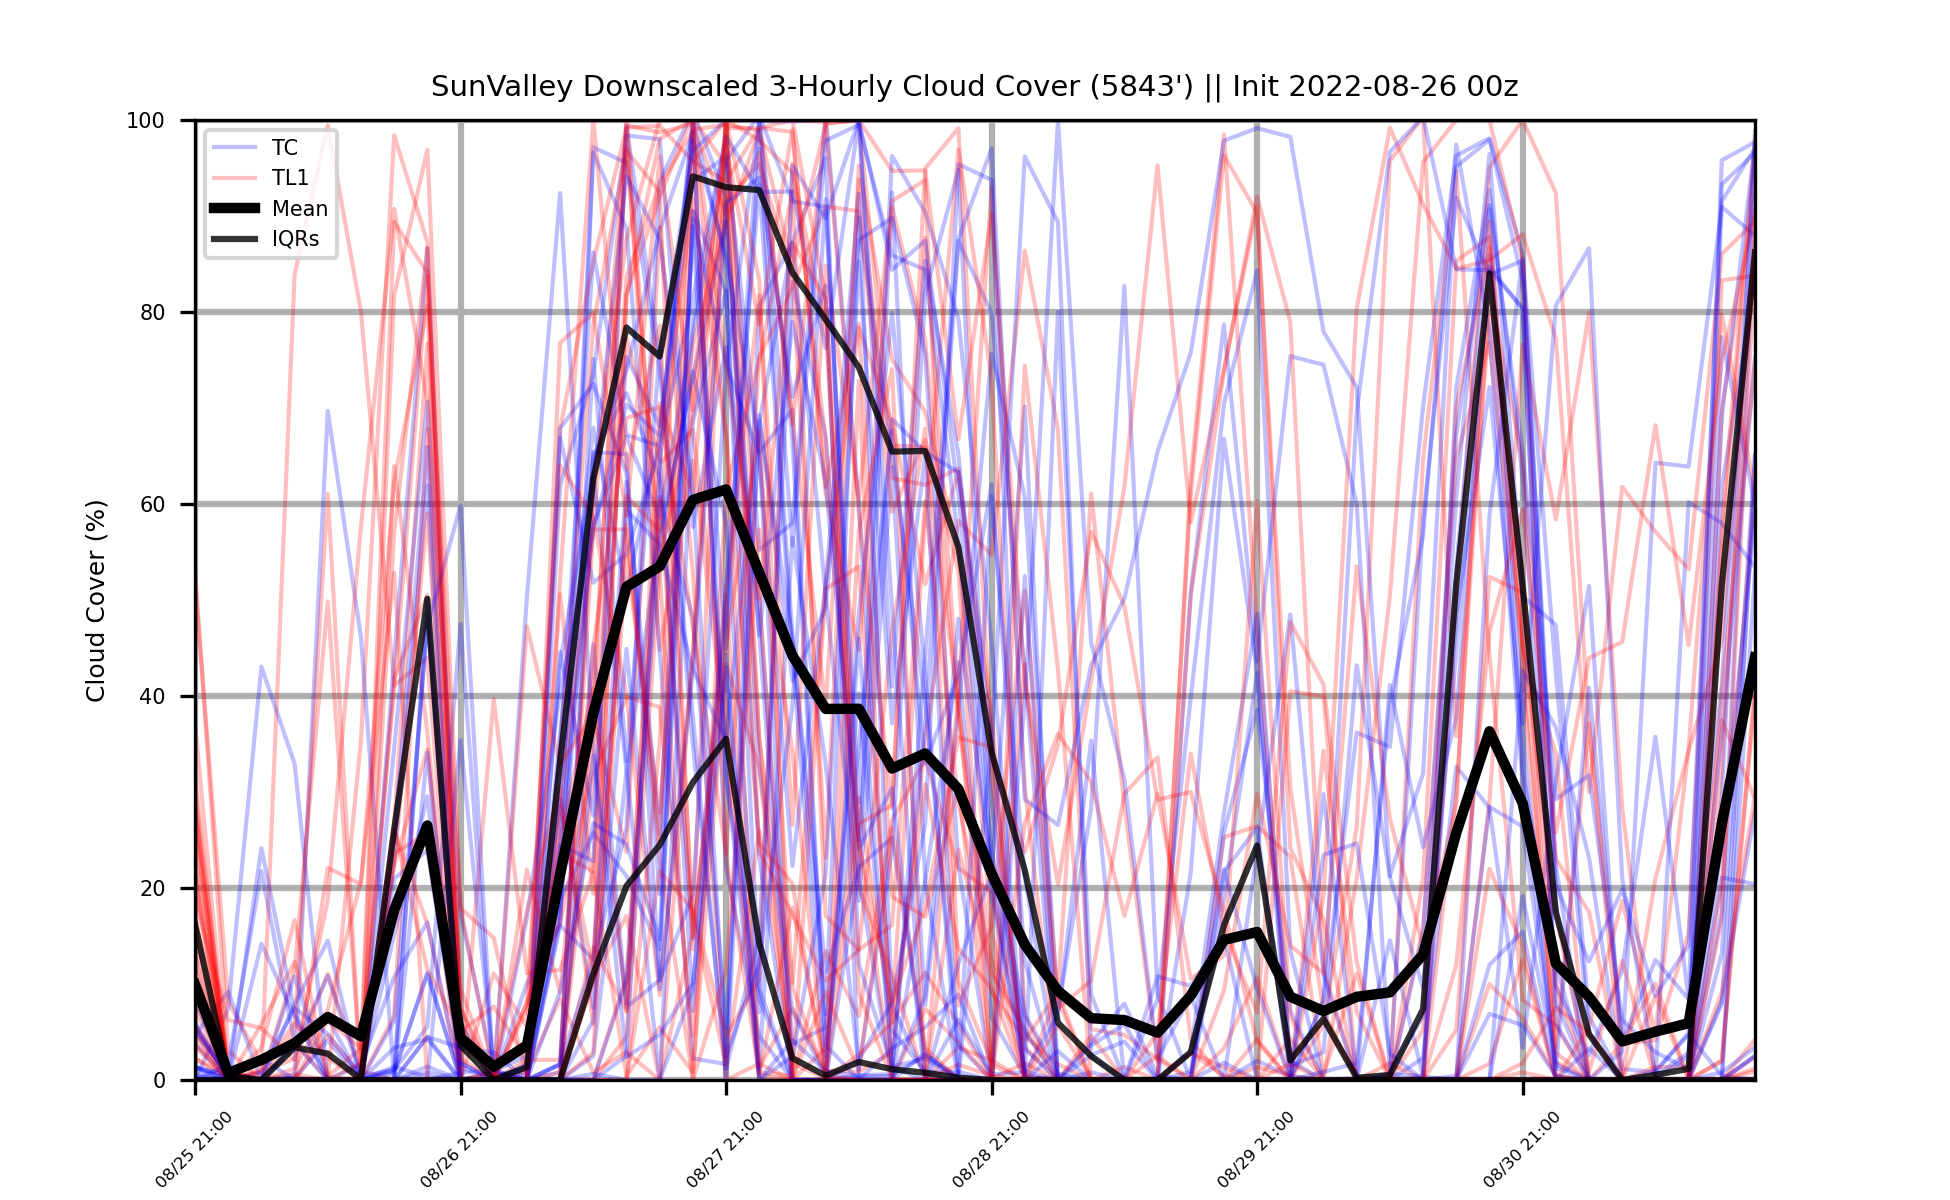 SunValley Downscaled 3-Hourly Cloud Cover (5843') || Init 2022-08-26 00z
100
80
60
40
20
0
Cloud Cover (%)
TC
TL1
Mean
IQRs
08/25 21:00
08/26 21:00
08/27 21:00
08/28 21:00
08/29 21:00
08/30 21:00